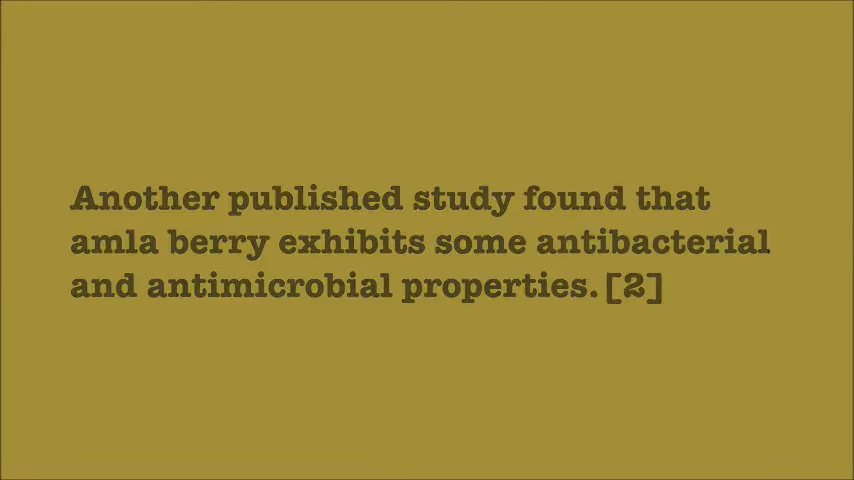 Another published study found that
amla berry exhibits some antibacterial
and antimicrobial properties. [2]